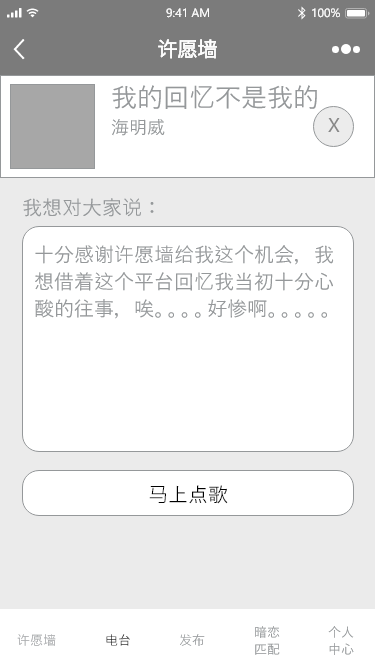 9:41 AM
100%
许愿墙
我的回忆不是我的
海明威
X
我想对大家说：
十分感谢许愿墙给我这个机会，我
想借着这个平台回忆我当初十分心
酸的往事，唉。。。。好惨啊。。。。。
马上点歌
许愿墙
电台
发布
暗恋
匹配
个人
中心